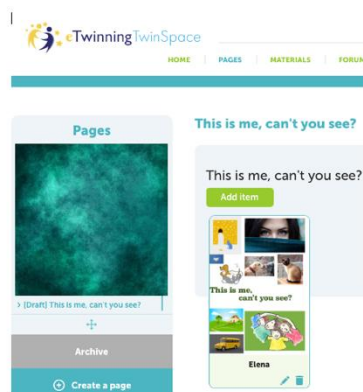 eTwinning TwinSpace
HOME
PAGES
MATERIALS
FORUM
Pages
> [Draft] This is me, can't you see?
Archive
Create a page
This is me, can't you see?
This is me, can't you see?
Add item
This is me,
can't you see?
Elena